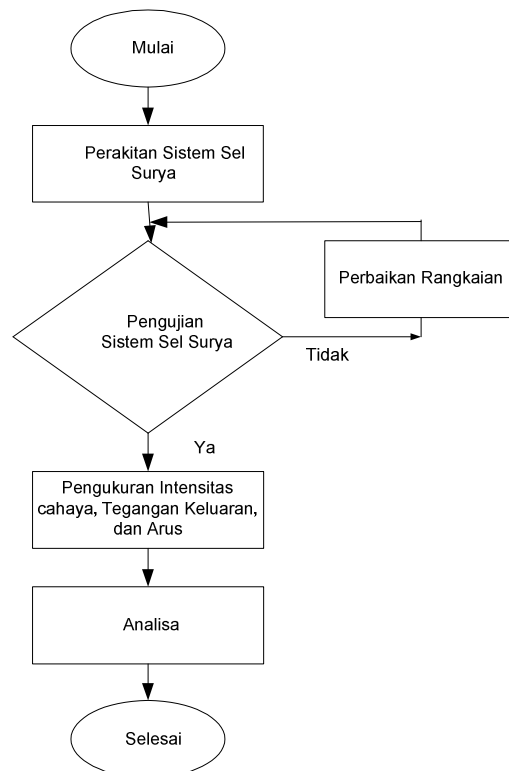 Mulai
Perakitan Sistem Sel
Surya
Perbaikan Rangkaian
Pengujian
Sistem Sel Surya
Tidak
Ya
Pengukuran Intensitas
cahaya, Tegangan Keluaran,
dan Arus
Analisa
Selesai